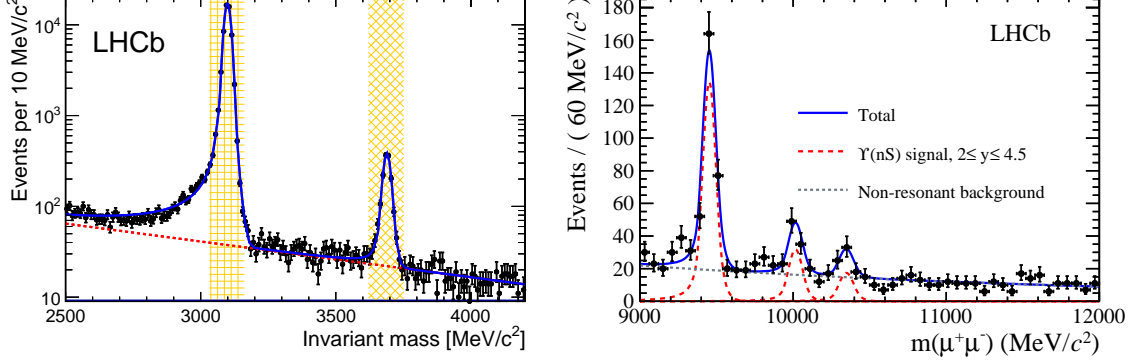 Events per 10 MeV/c²
10⁴
10³
10²
10
LHCb
2500
3000
3500
4000
Invariant mass [MeV/c²]
Events / ( 60 MeV/c² )
180
160
140
120
100
80
60
40
20
0
LHCb
Total
ϒ(nS) signal, 2≤ y≤ 4.5
Non-resonant background
9000
10000
11000
12000
m(μ⁺μ⁻) (MeV/c²)